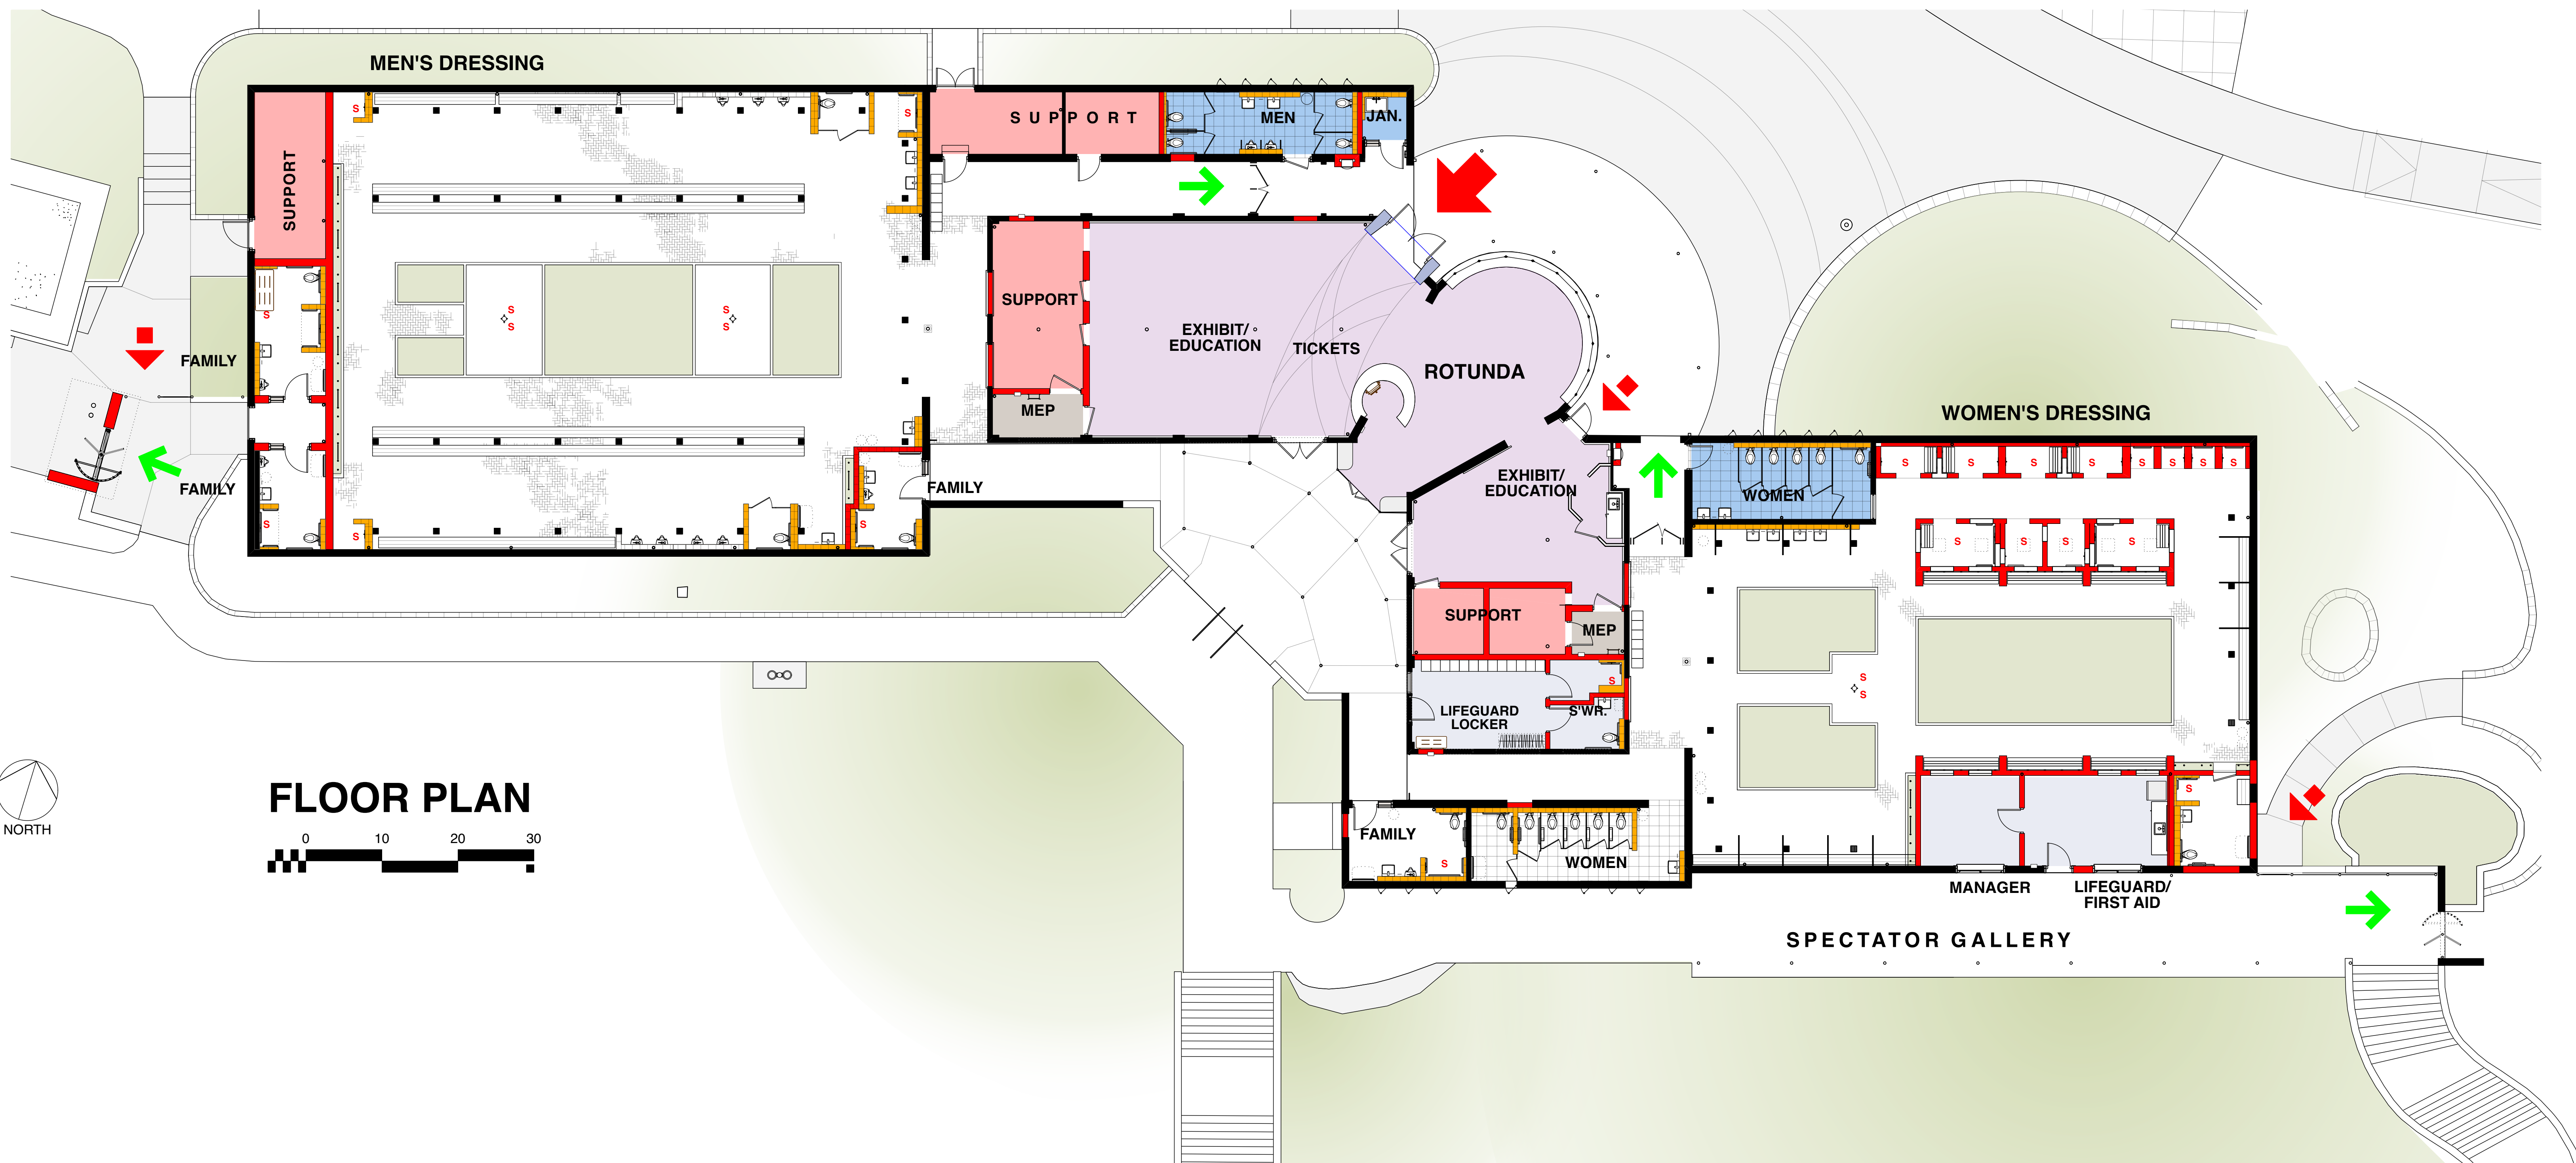 MEN'S DRESSING
SUPPORT
MEN
JAN.
SUPPORT
S
S
SUPPORT
EXHIBIT/
EDUCATION
TICKETS
ROTUNDA
S
S
S
S
S
FAMILY
MEP
FAMILY
FAMILY
S
S
S
WOMEN'S DRESSING
EXHIBIT/
EDUCATION
WOMEN
S
S
S
S
S
S
S
S
S
S
S
S
SUPPORT
MEP
S
S
S
LIFEGUARD
LOCKER
S'WR.
FLOOR PLAN
0
10
20
30
NORTH
S
FAMILY
S
WOMEN
MANAGER
LIFEGUARD/
FIRST AID
SPECTATOR GALLERY